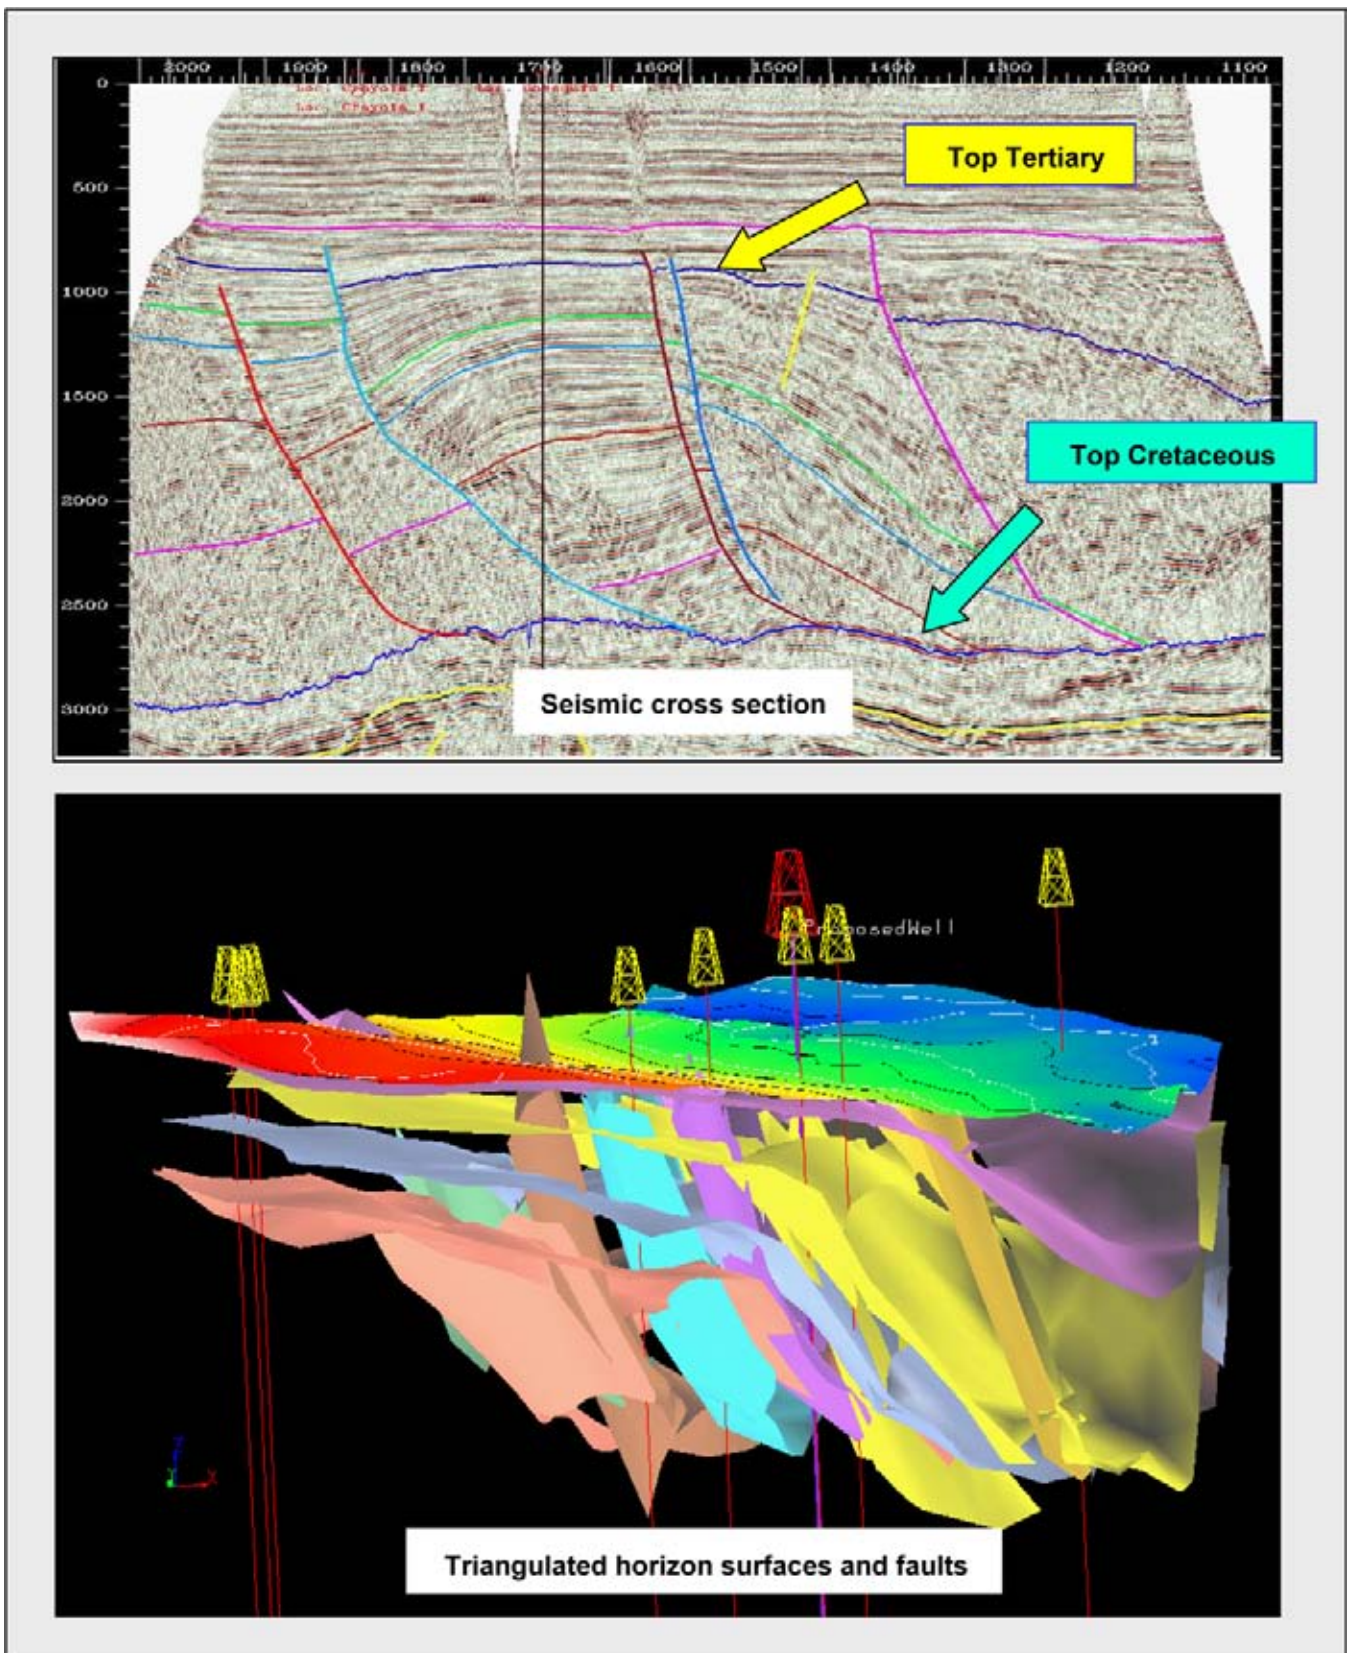 2000 1900 1800 1700 1600 1500 1400 1300 1200 1100
0
Top Tertiary
500
1000
1500
Top Cretaceous
2000
2500
Seismic cross section
3000
ProposedWell
Z
Y X
Triangulated horizon surfaces and faults